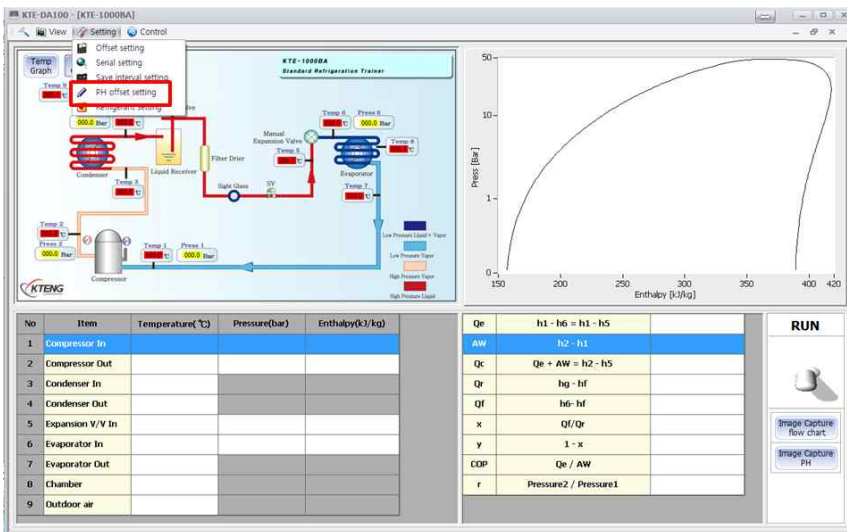 KTE-DA100 - [KTE-1000BA]
View Setting Control
Offset setting
Serial setting
Save interval setting
PH offset setting
Refrigerant setting
Temp
Graph
KTE-1000BA
Standard Refrigeration Trainer
Temp 9
000.0 Bar
℃
Temp 6 Press 6
℃ 000.0 Bar
Manual
Expansion Valve
Temp 5
℃
Temp 8
℃
Evaporator
Temp 7
℃
Filter Drier
Liquid Receiver
Condenser
Temp 3
℃
Sight Glass
SV
Temp 2
℃
Press 2
000.0 Bar
Temp 1 Press 1
℃ 000.0 Bar
Compressor
Low Pressure Liquid + Vapor
Low Pressure Vapor
High Pressure Vapor
High Pressure Liquid
KTENG
Press [Bar]
50
10
1
0
150 200 250 300 350 400 420
Enthalpy [kJ/kg]
No Item Temperature(℃) Pressure(bar) Enthalpy(kJ/kg)
1 Compressor In
2 Compressor Out
3 Condenser In
4 Condenser Out
5 Expansion V/V In
6 Evaporator In
7 Evaporator Out
8 Chamber
9 Outdoor air
Qe h1 - h6 = h1 - h5
AW h2 - h1
Qc Qe + AW = h2 - h5
Qr hg - hf
Qf h6- hf
x Qf/Qr
y 1 - x
COP Qe / AW
r Pressure2 / Pressure1
RUN
Image Capture
flow chart
Image Capture
PH